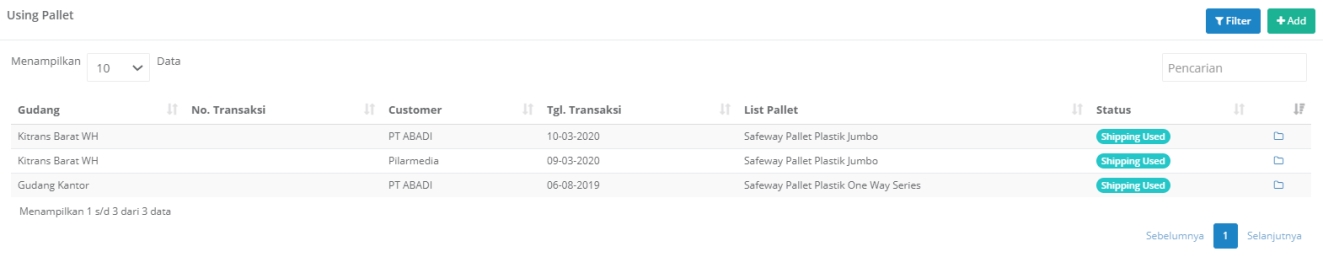 Using Pallet
Filter
Add
Menampilkan 10 Data
Pencarian
Gudang No. Transaksi Customer Tgl. Transaksi List Pallet Status
Kitrans Barat WH PT ABADI 10-03-2020 Safeway Pallet Plastik Jumbo Shipping Used
Kitrans Barat WH Pilarmedia 09-03-2020 Safeway Pallet Plastik Jumbo Shipping Used
Gudang Kantor PT ABADI 06-08-2019 Safeway Pallet Plastik One Way Series Shipping Used
Menampilkan 1 s/d 3 dari 3 data
Sebelumnya 1 Selanjutnya